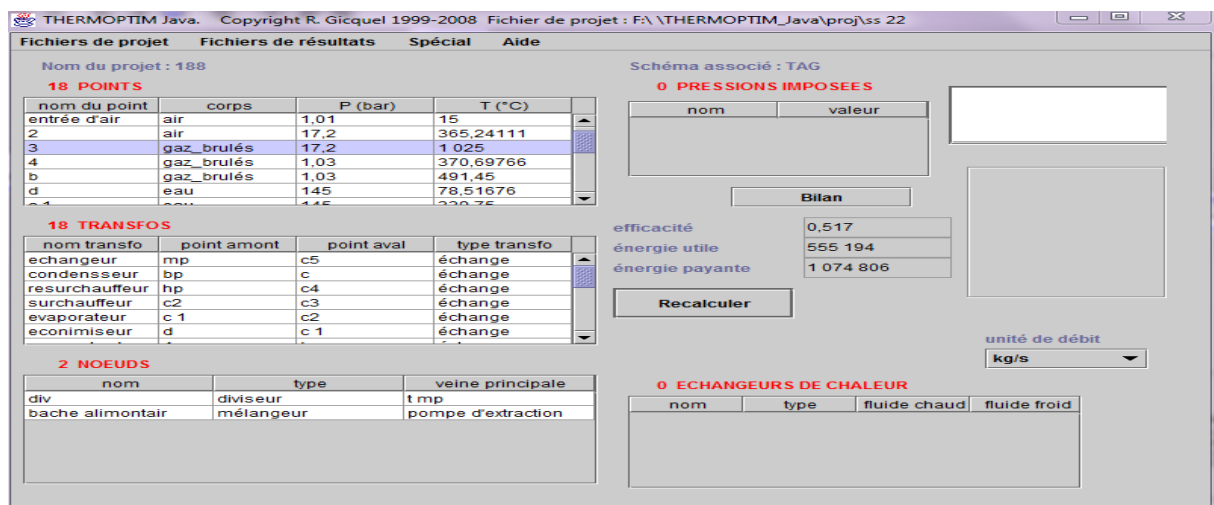 THERMOPTIM Java. Copyright R. Gicquel 1999-2008 Fichier de projet : F:\ \THERMOPTIM_Java\proj\ss 22
Fichiers de projet Fichiers de résultats Spécial Aide
Nom du projet : 188
Schéma associé : TAG
18 POINTS
nom du point corps P (bar) T (°C)
entrée d'air air 1,01 15
2 air 17,2 365,24111
3 gaz_brulés 17,2 1 025
4 gaz_brulés 1,03 370,69766
b gaz_brulés 1,03 491,45
d eau 145 78,51676
0 PRESSIONS IMPOSEES
nom valeur
Bilan
efficacité 0,517
énergie utile 555 194
énergie payante 1 074 806
Recalculer
unité de débit
kg/s
18 TRANSFOS
nom transfo point amont point aval type transfo
echangeur mp c5 échange
condensseur bp c échange
resurchauffeur hp c4 échange
surchauffeur c2 c3 échange
evaporateur c 1 c2 échange
econimiseur d c 1 échange
2 NOEUDS
nom type veine principale
div diviseur t mp
bache alimontair mélangeur pompe d'extraction
0 ECHANGEURS DE CHALEUR
nom type fluide chaud fluide froid